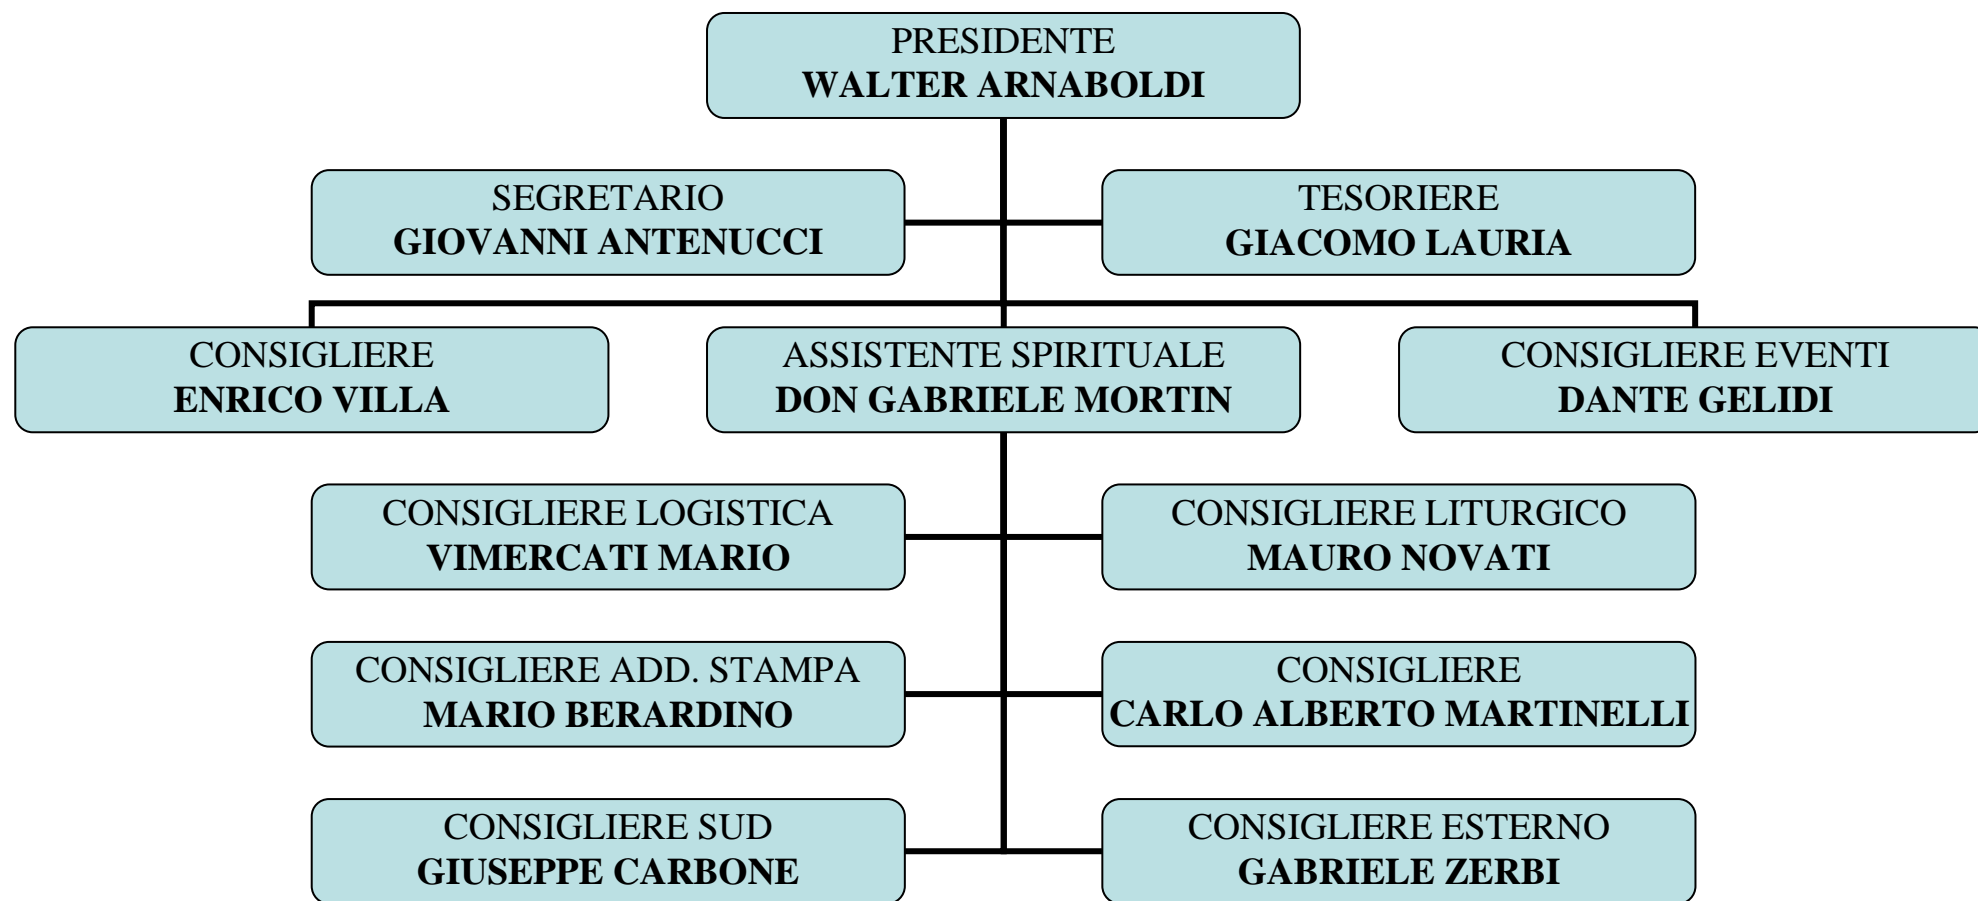 PRESIDENTE
WALTER ARNABOLDI
SEGRETARIO
GIOVANNI ANTENUCCI
TESORIERE
GIACOMO LAURIA
CONSIGLIERE
ENRICO VILLA
ASSISTENTE SPIRITUALE
DON GABRIELE MORTIN
CONSIGLIERE EVENTI
DANTE GELIDI
CONSIGLIERE LOGISTICA
VIMERCATI MARIO
CONSIGLIERE LITURGICO
MAURO NOVATI
CONSIGLIERE ADD. STAMPA
MARIO BERARDINO
CONSIGLIERE
CARLO ALBERTO MARTINELLI
CONSIGLIERE SUD
GIUSEPPE CARBONE
CONSIGLIERE ESTERNO
GABRIELE ZERBI